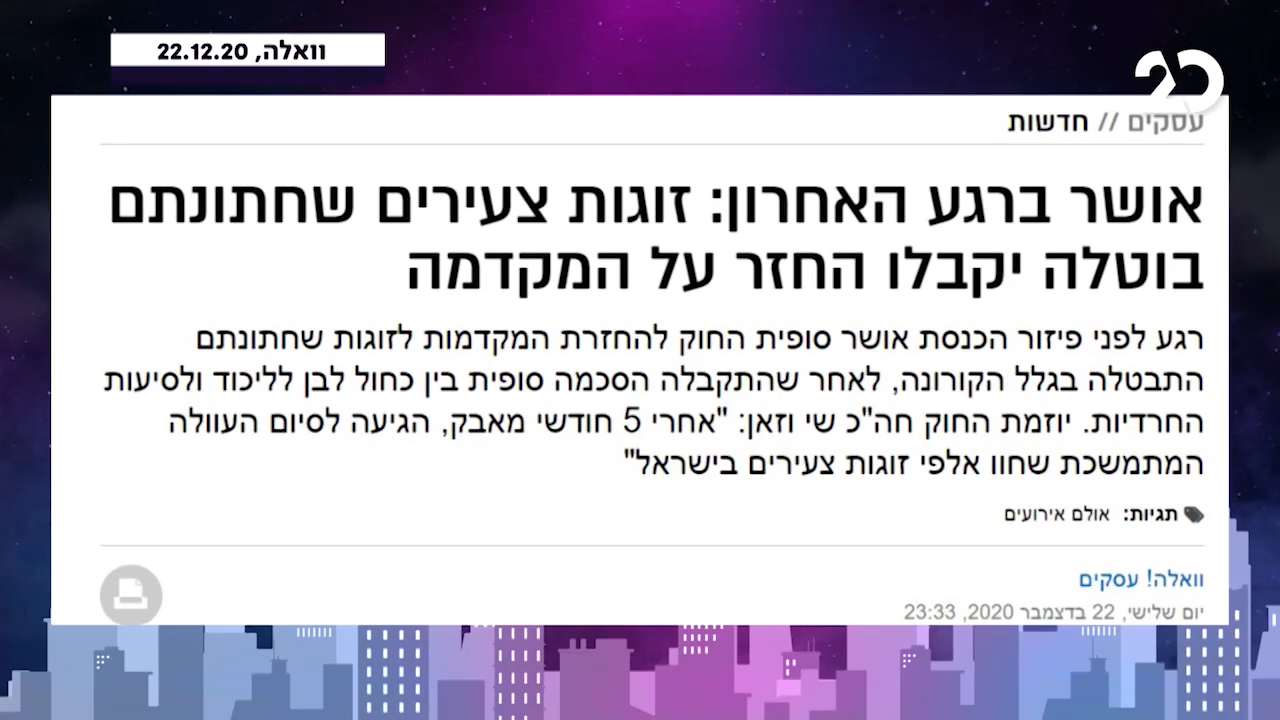 וואלה, 22.12.20
20
עסקים // חדשות
אושר ברגע האחרון: זוגות צעירים שחתונתם
בוטלה יקבלו החזר על המקדמה
רגע לפני פיזור הכנסת אושר סופית החוק להחזרת המקדמות לזוגות שחתונתם
התבטלה בגלל הקורונה, לאחר שהתקבלה הסכמה סופית בין כחול לבן לליכוד ולסיעות
החרדיות. יוזמת החוק חה"כ שי וזאן: "אחרי 5 חודשי מאבק, הגיעה לסיום העוולה
המתמשכת שחוו אלפי זוגות צעירים בישראל"
תגיות: אולם אירועים
וואלה! עסקים
יום שלישי, 22 בדצמבר 2020, 23:33